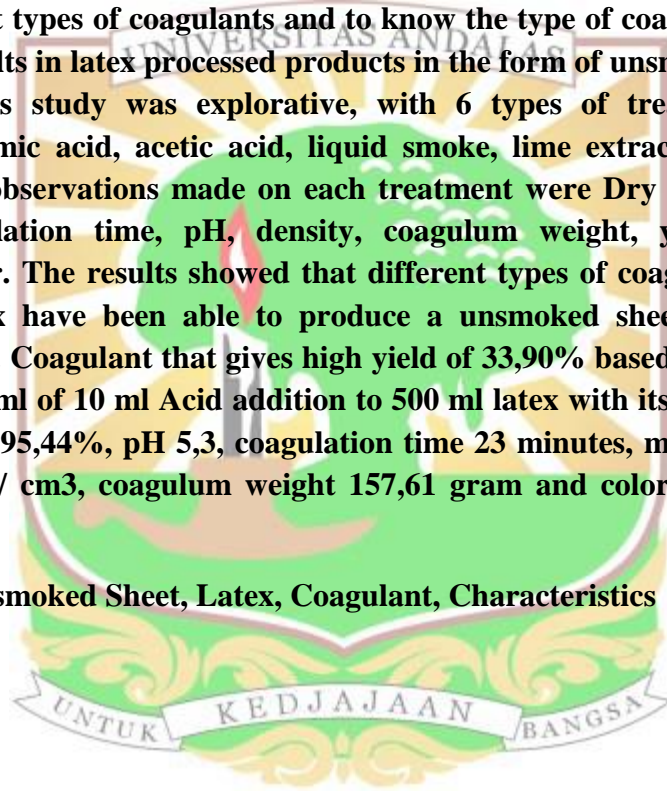 t types of coagulants and to know the type of coa
UNIVERSITAS ANDALAS
lts in latex processed products in the form of unsm
s study was explorative, with 6 types of tre
mic acid, acetic acid, liquid smoke, lime extrac
observations made on each treatment were Dry
lation time, pH, density, coagulum weight, y
r. The results showed that different types of coag
x have been able to produce a unsmoked shee
. Coagulant that gives high yield of 33,90% based
ml of 10 ml Acid addition to 500 ml latex with its
95,44%, pH 5,3, coagulation time 23 minutes, m
/ cm3, coagulum weight 157,61 gram and color
smoked Sheet, Latex, Coagulant, Characteristics
UNTUK KEDJAJAAN BANGSA